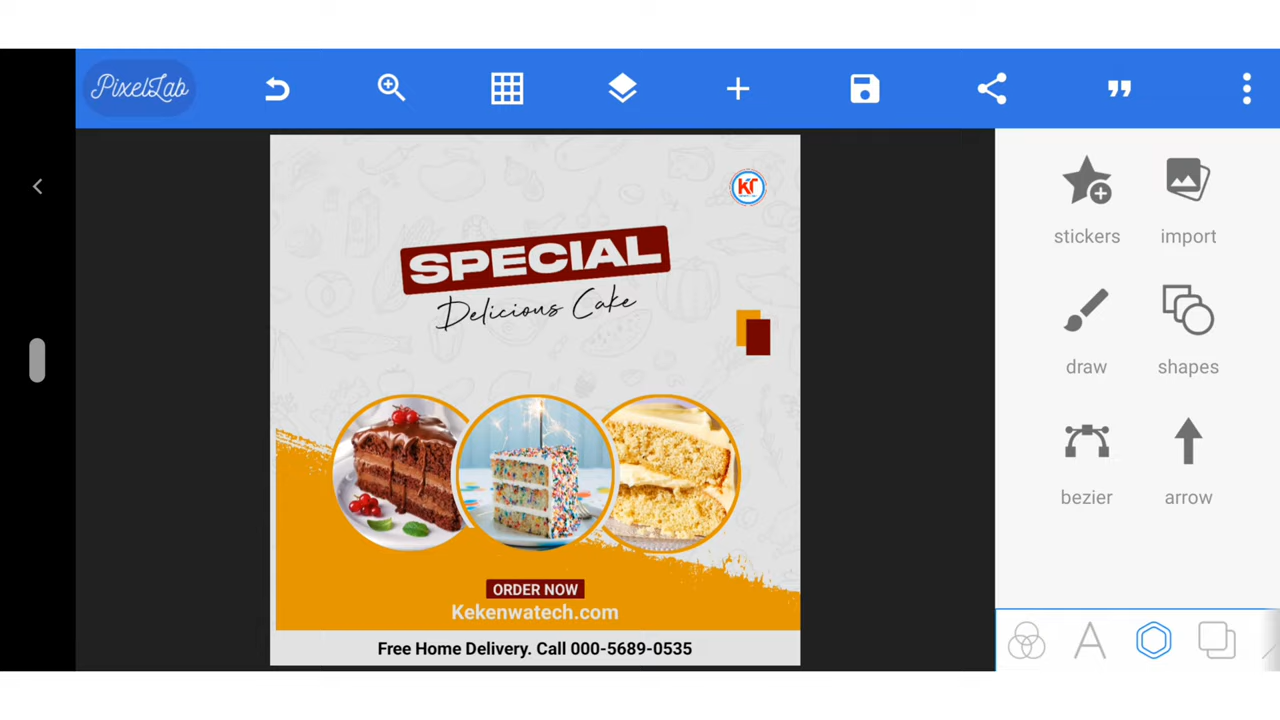 PixelLab
KT
SPECIAL
Delicious Cake
stickers
import
draw
shapes
bezier
arrow
ORDER NOW
Kekenwatech.com
Free Home Delivery. Call 000-5689-0535
A